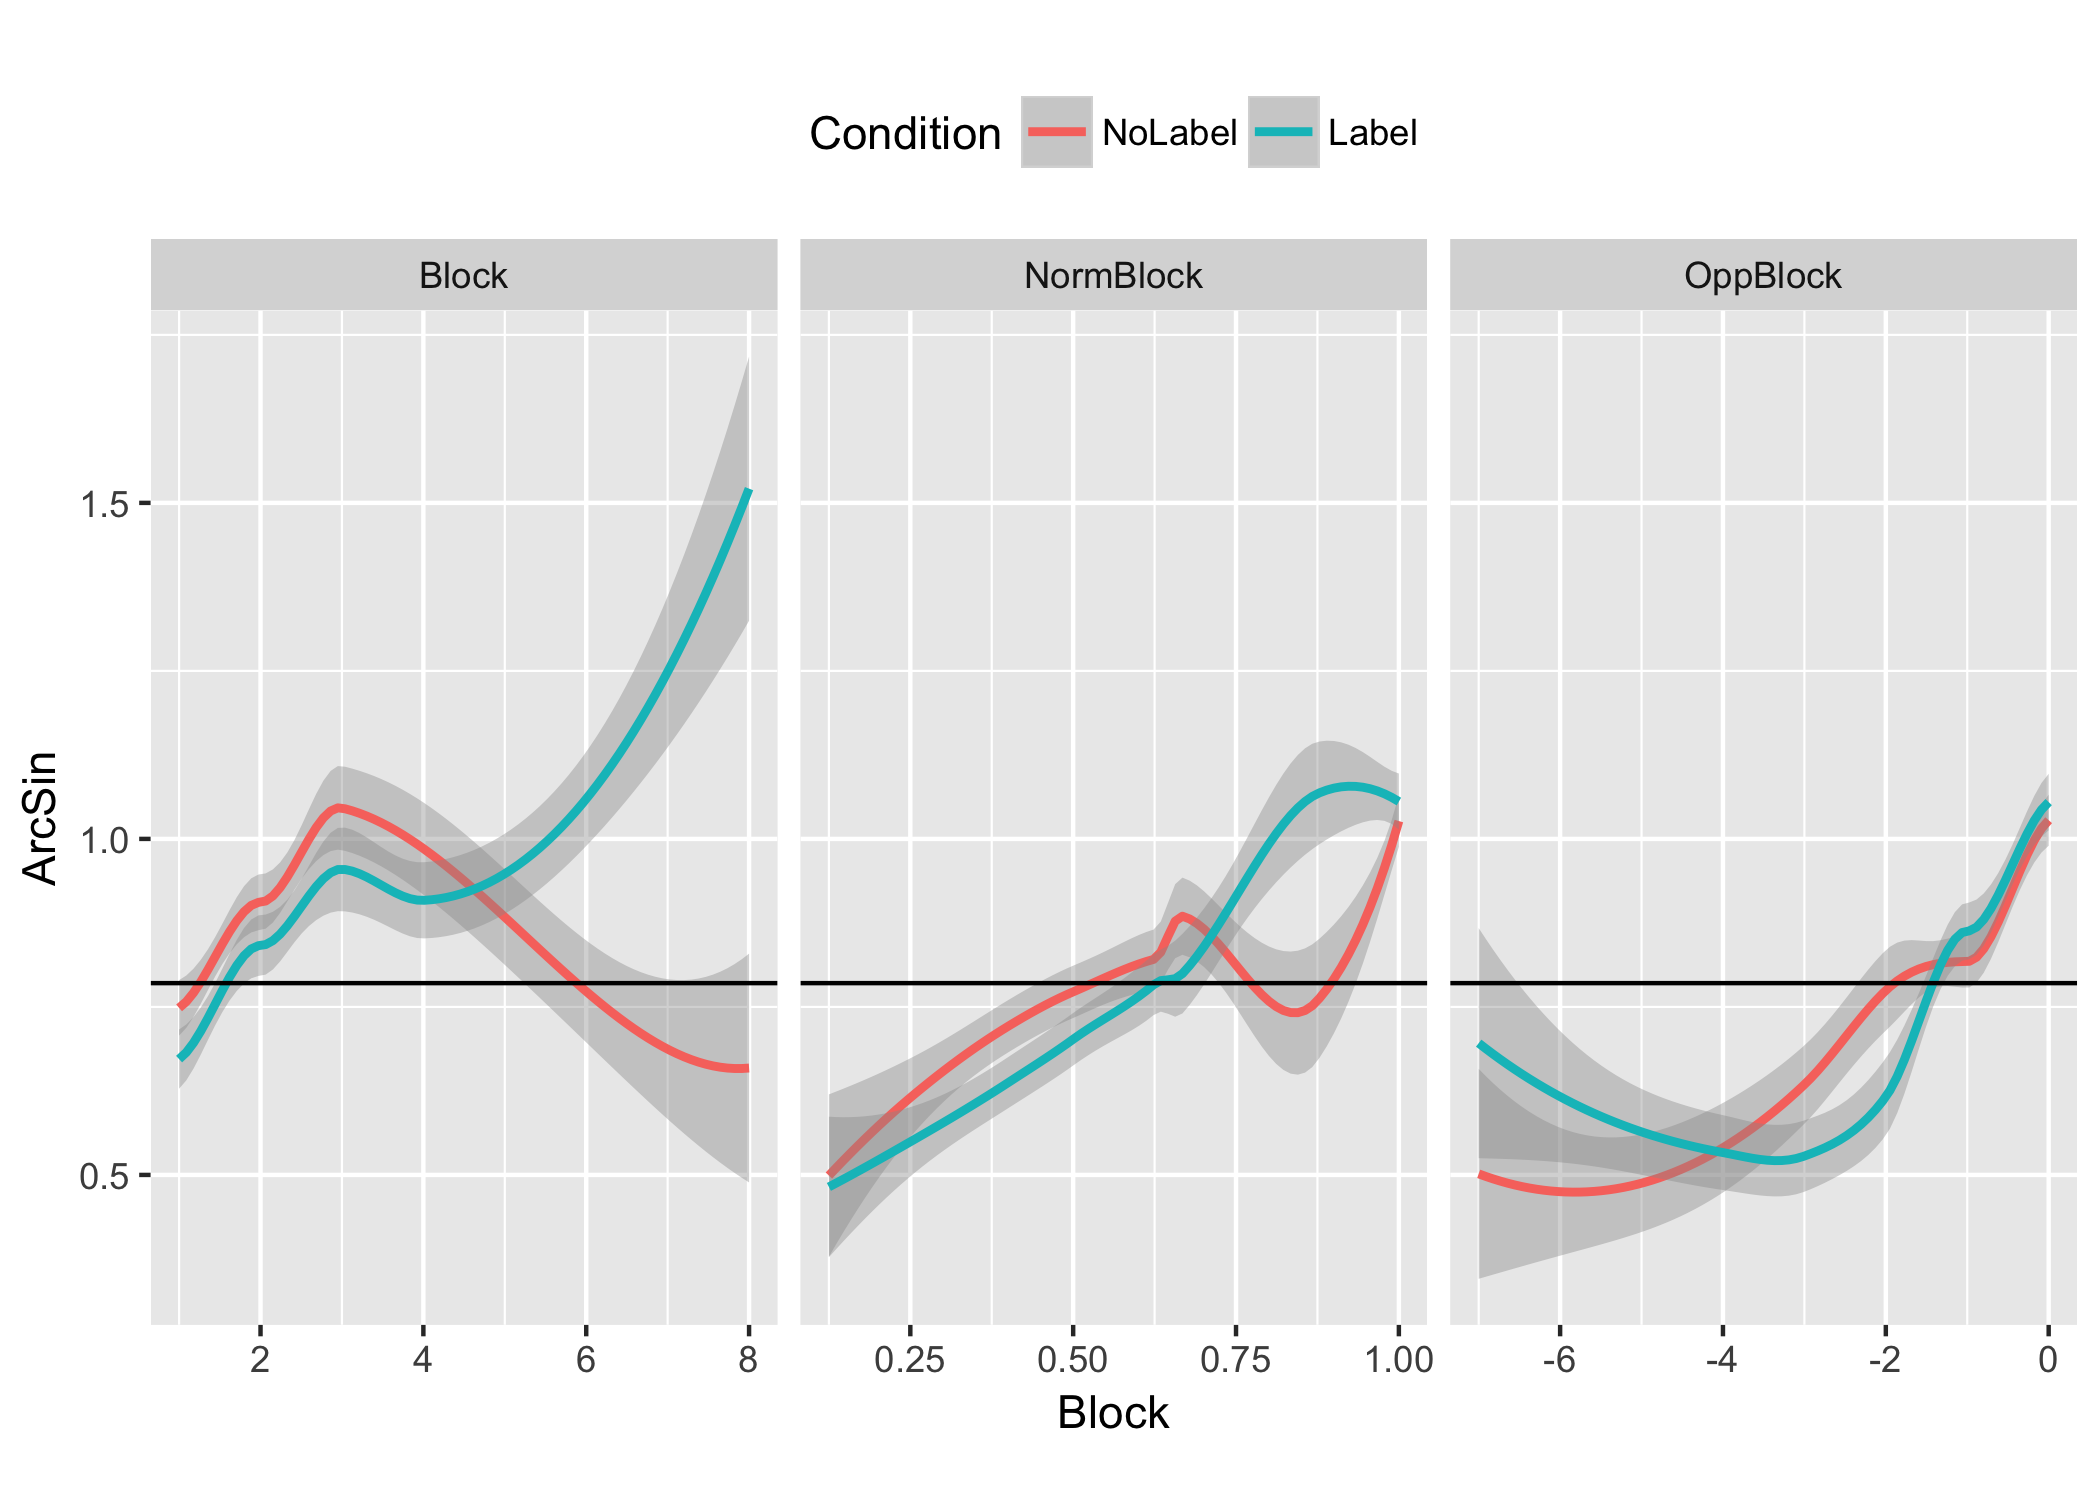 Condition NoLabel Label
Block NormBlock OppBlock
ArcSin
1.5
1.0
0.5
2 4 6 8 0.25 0.50 0.75 1.00 -6 -4 -2 0
Block